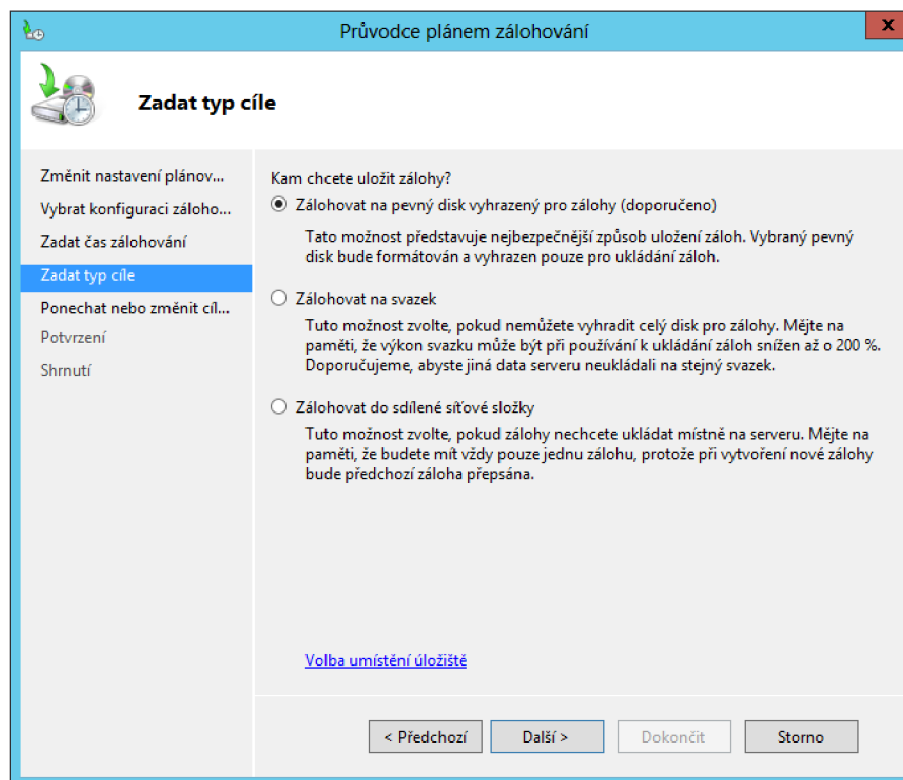 Průvodce plánem zálohování
x
Zadat typ cíle
Změnit nastavení plánov...
Vybrat konfiguraci záloho...
Zadat čas zálohování
Zadat typ cíle
Ponechat nebo změnit cíl...
Potvrzení
Shrnutí
Kam chcete uložit zálohy?
Zálohovat na pevný disk vyhrazený pro zálohy (doporučeno)
Tato možnost představuje nejbezpečnější způsob uložení záloh. Vybraný pevný
disk bude formátován a vyhrazen pouze pro ukládání záloh.
Zálohovat na svazek
Tuto možnost zvolte, pokud nemůžete vyhradit celý disk pro zálohy. Mějte na
paměti, že výkon svazku může být při používání k ukládání záloh snížen až o 200 %.
Doporučujeme, abyste jiná data serveru neukládali na stejný svazek.
Zálohovat do sdílené síťové složky
Tuto možnost zvolte, pokud zálohy nechcete ukládat místně na serveru. Mějte na
paměti, že budete mít vždy pouze jednu zálohu, protože při vytvoření nové zálohy
bude předchozí záloha přepsána.
Volba umístění úložiště
< Předchozí
Další >
Dokončit
Storno